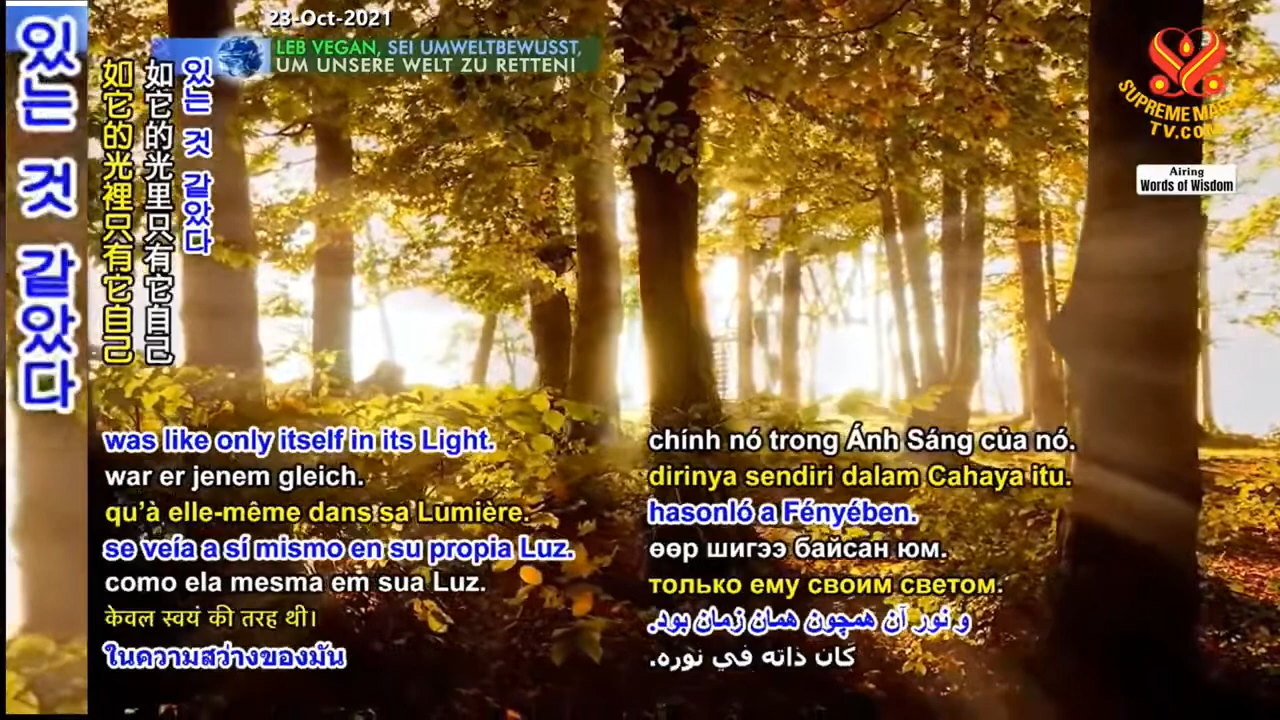 23-Oct-2021
LEB VEGAN, SEI UMWELTBEWUSST,
UM UNSERE WELT ZU RETTEN!
SUPREME MAS
TV.COM
Airing
Words of Wisdom
있는 것 같았다
如它的光裡只有它自己
如它的光里只有它自己
있는 것 같았다
was like only itself in its Light.
war er jenem gleich.
qu’à elle-même dans sa Lumière.
se veía a sí mismo en su propia Luz.
como ela mesma em sua Luz.
केवल स्वयं की तरह थी।
ในความสว่างของมัน
chính nó trong Ánh Sáng của nó.
dirinya sendiri dalam Cahaya itu.
hasonló a Fényében.
өөр шигээ байсан юм.
только ему своим светом.
و نور آن همچون همان زمان بود.
كان ذاته في نوره.